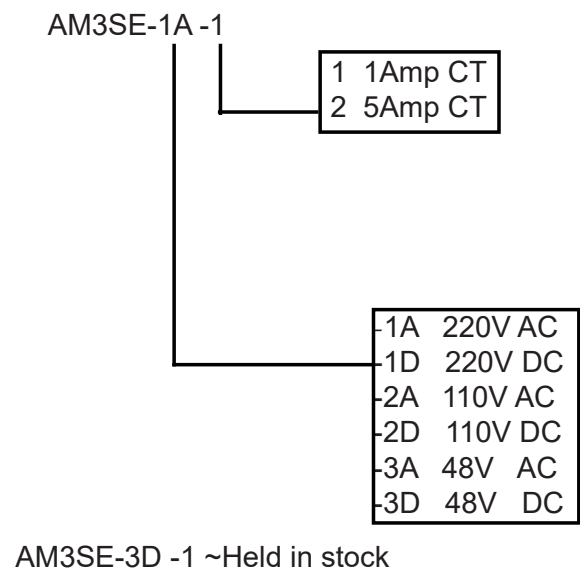 AM3SE-1A -1
1 1Amp CT
2 5Amp CT
-1A 220V AC
-1D 220V DC
-2A 110V AC
-2D 110V DC
-3A 48V AC
-3D 48V DC
AM3SE-3D -1 ~Held in stock